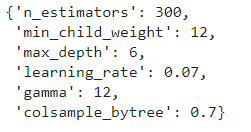 {'n_estimators': 300,
 'min_child_weight': 12,
 'max_depth': 6,
 'learning_rate': 0.07,
 'gamma': 12,
 'colsample_bytree': 0.7}